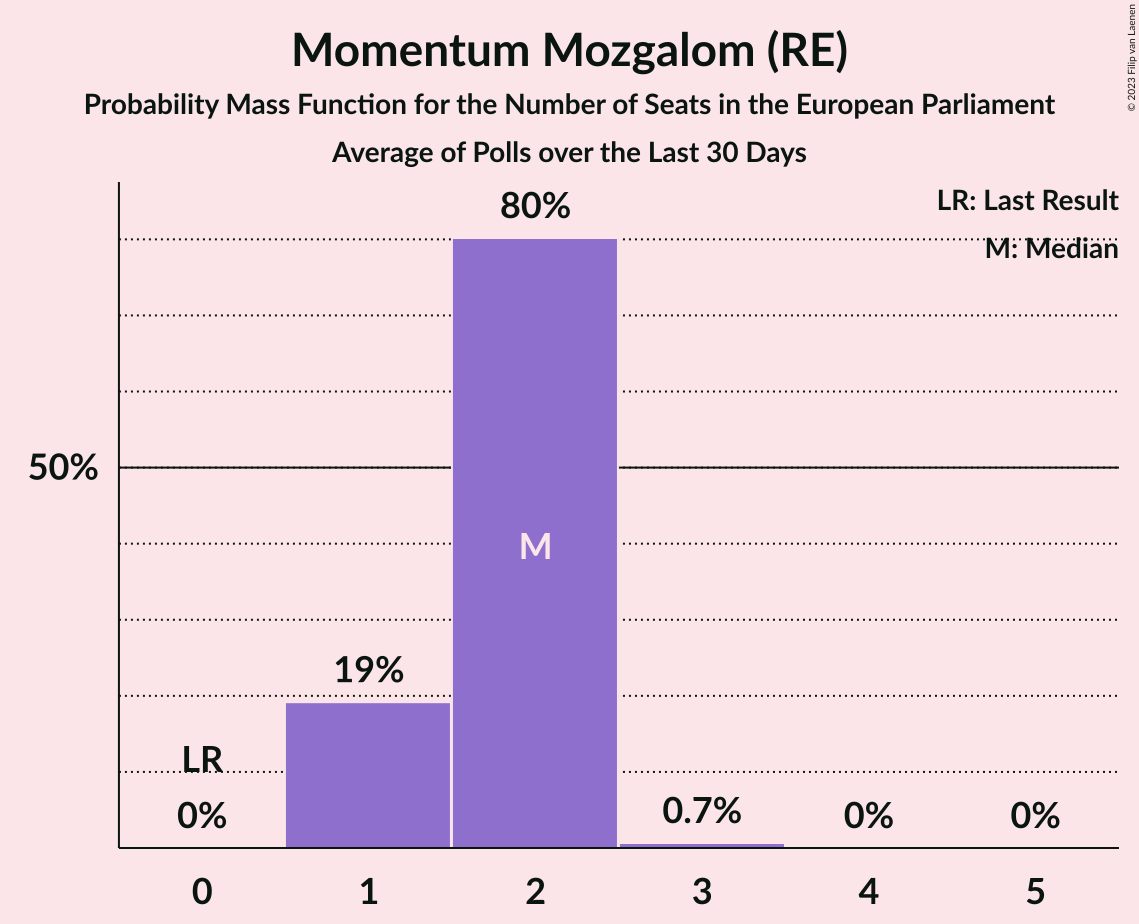 Momentum Mozgalom (RE)
Probability Mass Function for the Number of Seats in the European Parliament
Average of Polls over the Last 30 Days
© 2023 Filip van Laenen
LR: Last Result
M: Median
80%
50%
M
19%
LR
0%
0.7%
0%
0%
0 1 2 3 4 5